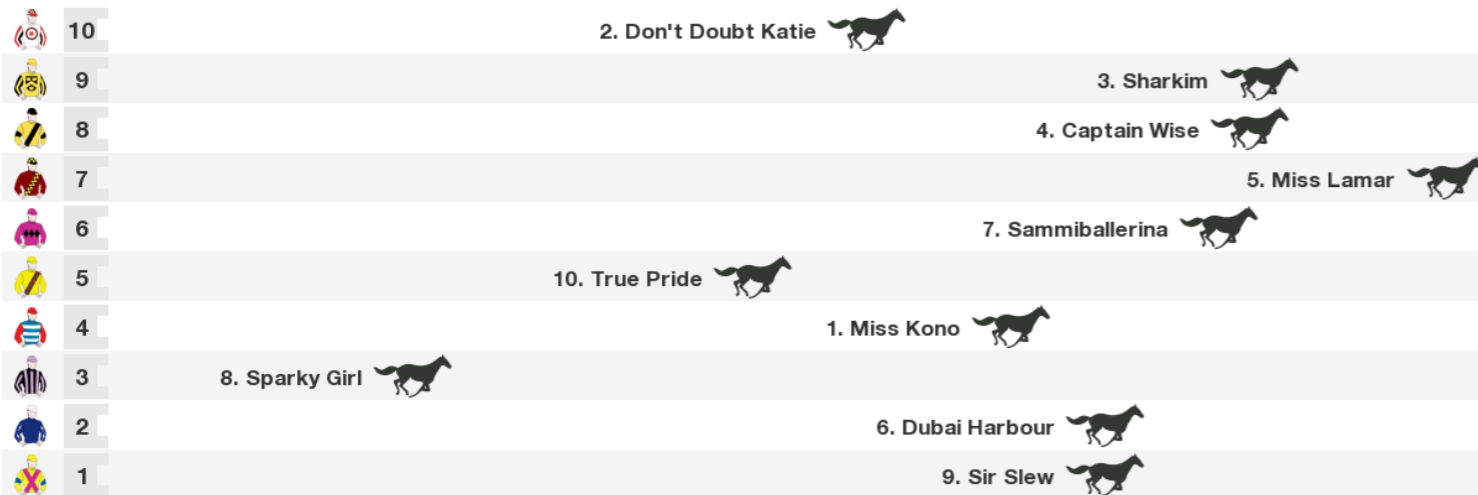 10 2. Don't Doubt Katie
9 3. Sharkim
8 4. Captain Wise
7 5. Miss Lamar
6 7. Sammiballerina
5 10. True Pride
4 1. Miss Kono
3 8. Sparky Girl
2 6. Dubai Harbour
1 9. Sir Slew